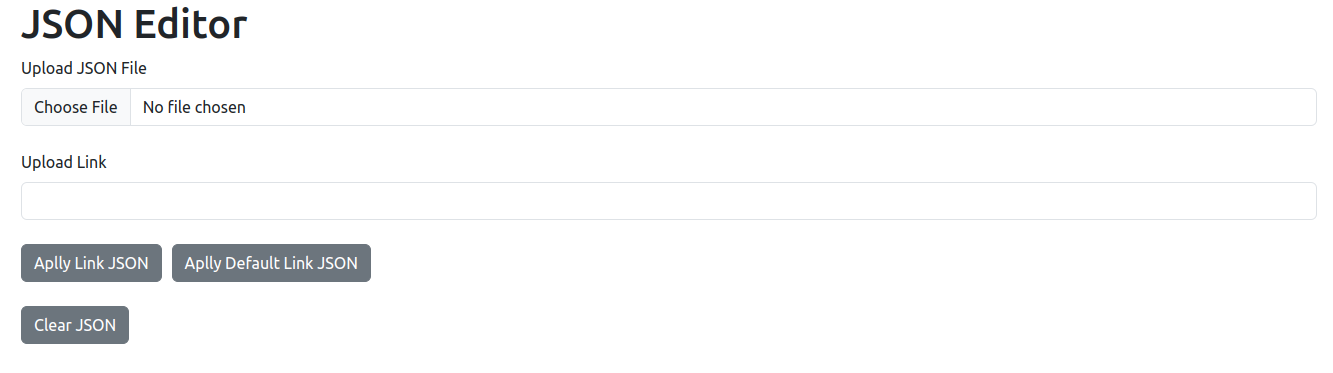 JSON Editor
Upload JSON File
Choose File No file chosen
Upload Link
Aplly Link JSON Aplly Default Link JSON
Clear JSON